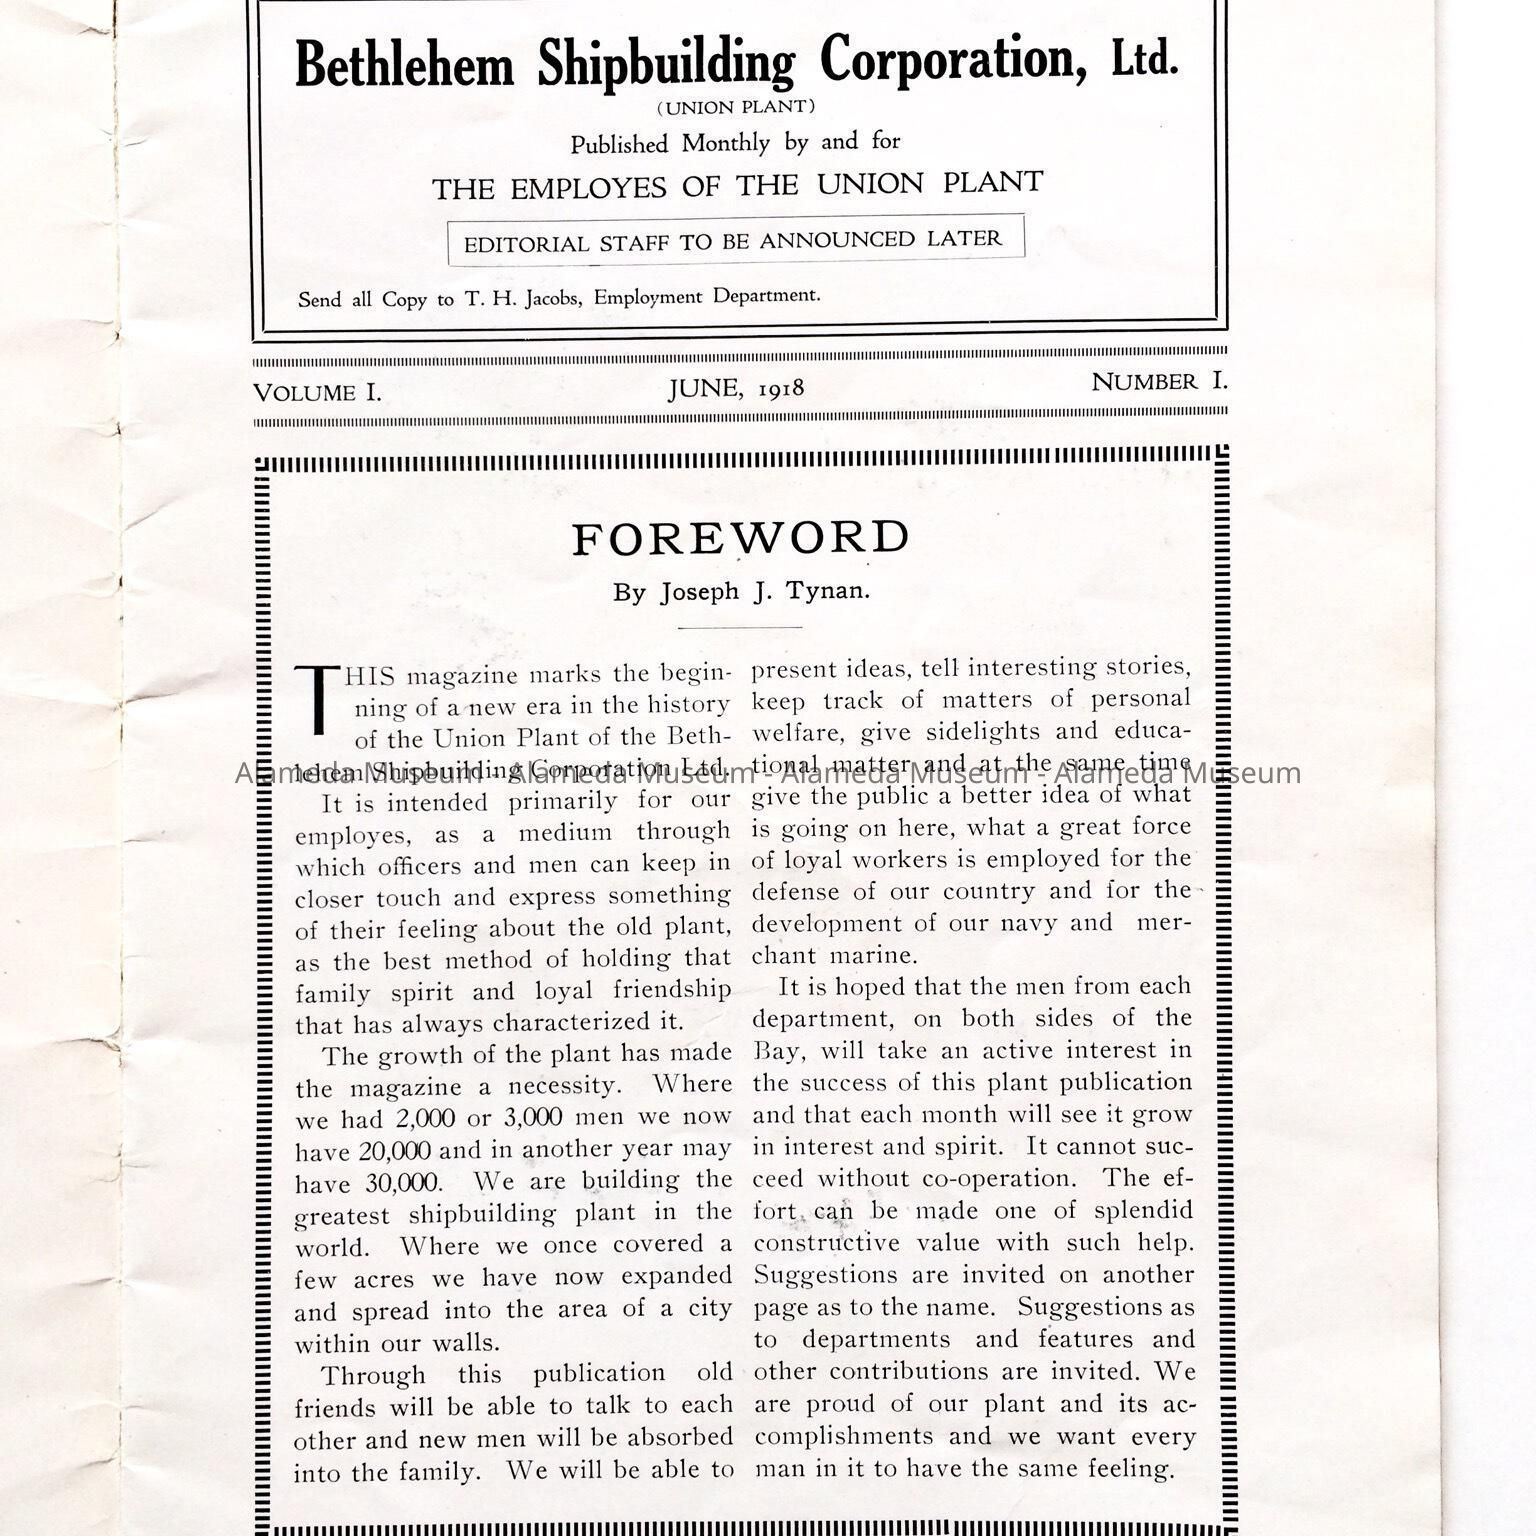 Bethlehem Shipbuilding Corporation, Ltd.
(UNION PLANT)
Published Monthly by and for
THE EMPLOYES OF THE UNION PLANT
EDITORIAL STAFF TO BE ANNOUNCED LATER
Send all Copy to T. H. Jacobs, Employment Department.
VOLUME I. JUNE, 1918 NUMBER I.
FOREWORD
By Joseph J. Tynan.
THIS magazine marks the begin-
ning of a new era in the history
of the Union Plant of the Beth-
lehem Shipbuilding Corporation Ltd.
It is intended primarily for our
employes, as a medium through
which officers and men can keep in
closer touch and express something
of their feeling about the old plant,
as the best method of holding that
family spirit and loyal friendship
that has always characterized it.
The growth of the plant has made
the magazine a necessity. Where
we had 2,000 or 3,000 men we now
have 20,000 and in another year may
have 30,000. We are building the
greatest shipbuilding plant in the
world. Where we once covered a
few acres we have now expanded
and spread into the area of a city
within our walls.
Through this publication old
friends will be able to talk to each
other and new men will be absorbed
into the family. We will be able to
present ideas, tell interesting stories,
keep track of matters of personal
welfare, give sidelights and educa-
tional matter and at the same time
give the public a better idea of what
is going on here, what a great force
of loyal workers is employed for the
defense of our country and for the
development of our navy and mer-
chant marine.
It is hoped that the men from each
department, on both sides of the
Bay, will take an active interest in
the success of this plant publication
and that each month will see it grow
in interest and spirit. It cannot suc-
ceed without co-operation. The ef-
fort can be made one of splendid
constructive value with such help.
Suggestions are invited on another
page as to the name. Suggestions as
to departments and features and
other contributions are invited. We
are proud of our plant and its ac-
complishments and we want every
man in it to have the same feeling.
Alameda Museum - Alameda Museum - Alameda Museum - Alameda Museum